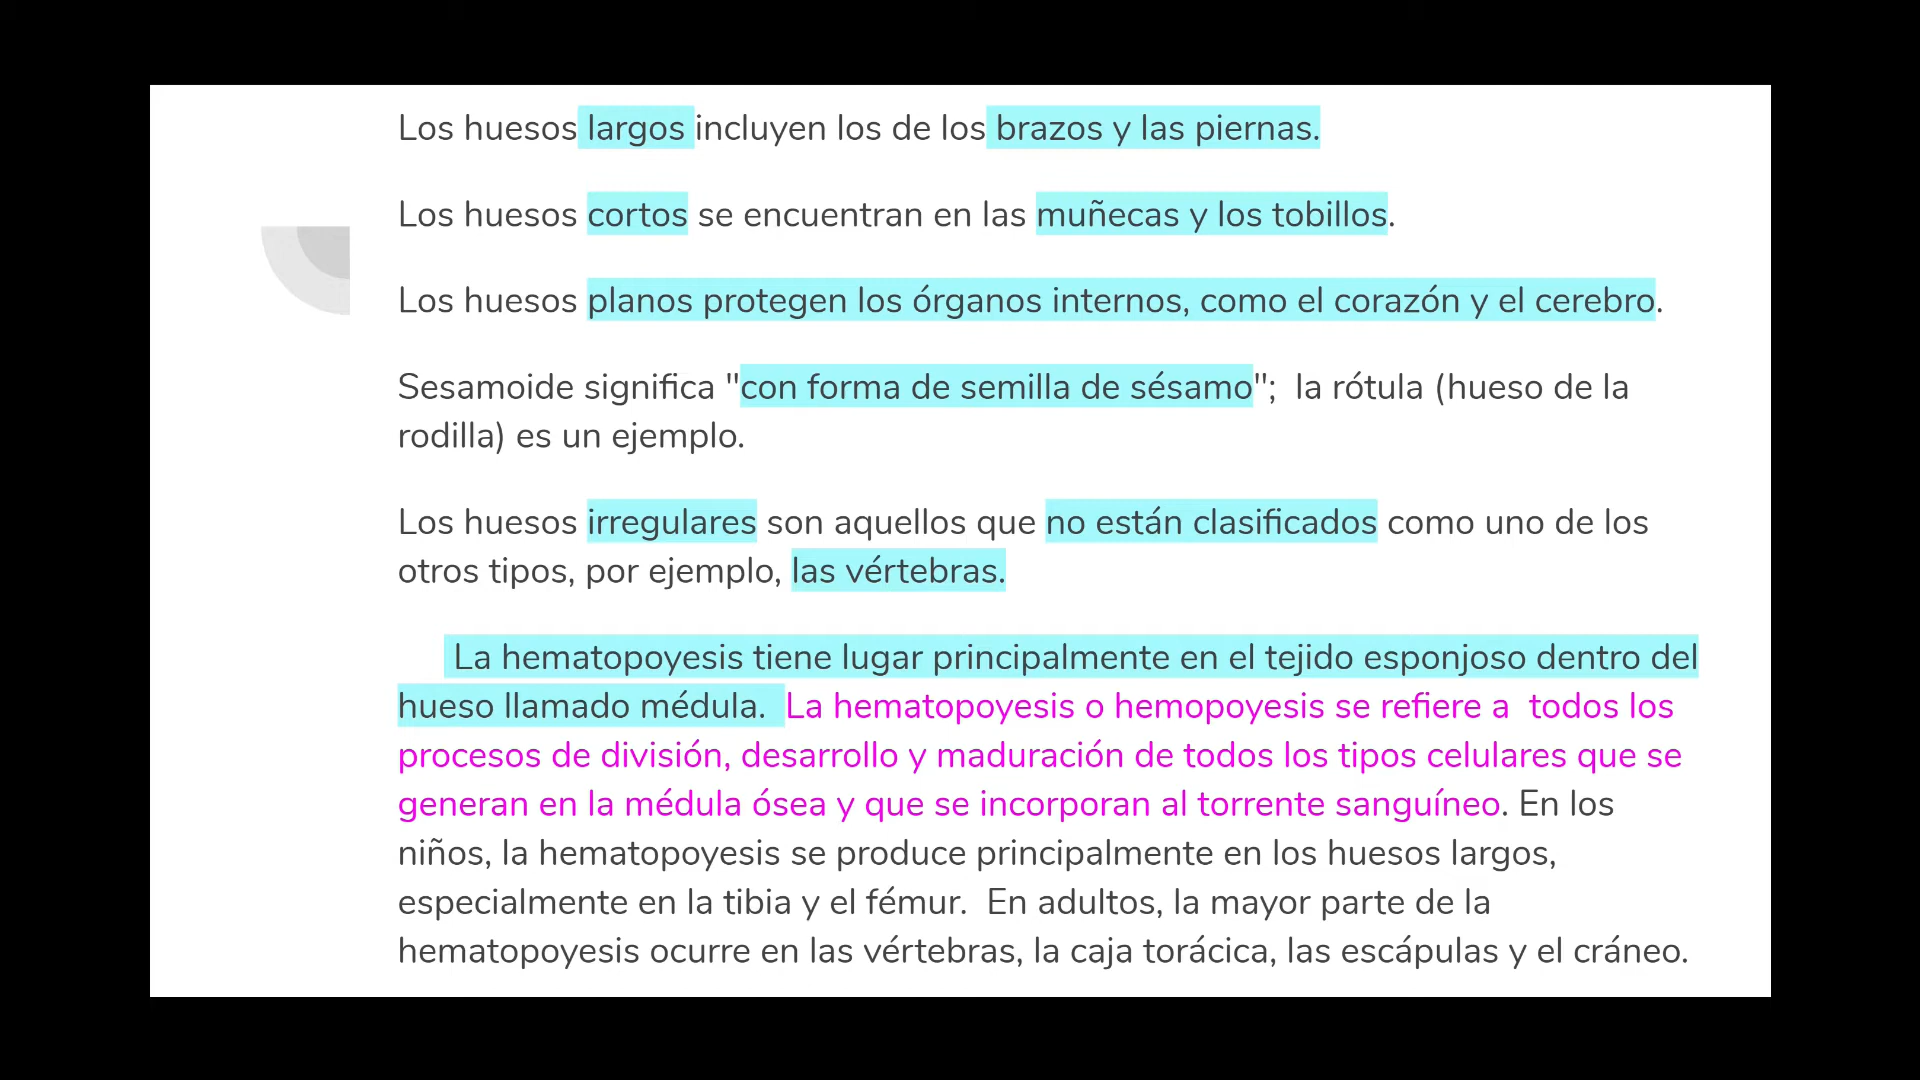 Los huesos largos incluyen los de los brazos y las piernas.
Los huesos cortos se encuentran en las muñecas y los tobillos.
Los huesos planos protegen los órganos internos, como el corazón y el cerebro.
Sesamoide significa "con forma de semilla de sésamo";  la rótula (hueso de la
rodilla) es un ejemplo.
Los huesos irregulares son aquellos que no están clasificados como uno de los
otros tipos, por ejemplo, las vértebras.
La hematopoyesis tiene lugar principalmente en el tejido esponjoso dentro del
hueso llamado médula.  La hematopoyesis o hemopoyesis se refiere a  todos los
procesos de división, desarrollo y maduración de todos los tipos celulares que se
generan en la médula ósea y que se incorporan al torrente sanguíneo. En los
niños, la hematopoyesis se produce principalmente en los huesos largos,
especialmente en la tibia y el fémur.  En adultos, la mayor parte de la
hematopoyesis ocurre en las vértebras, la caja torácica, las escápulas y el cráneo.